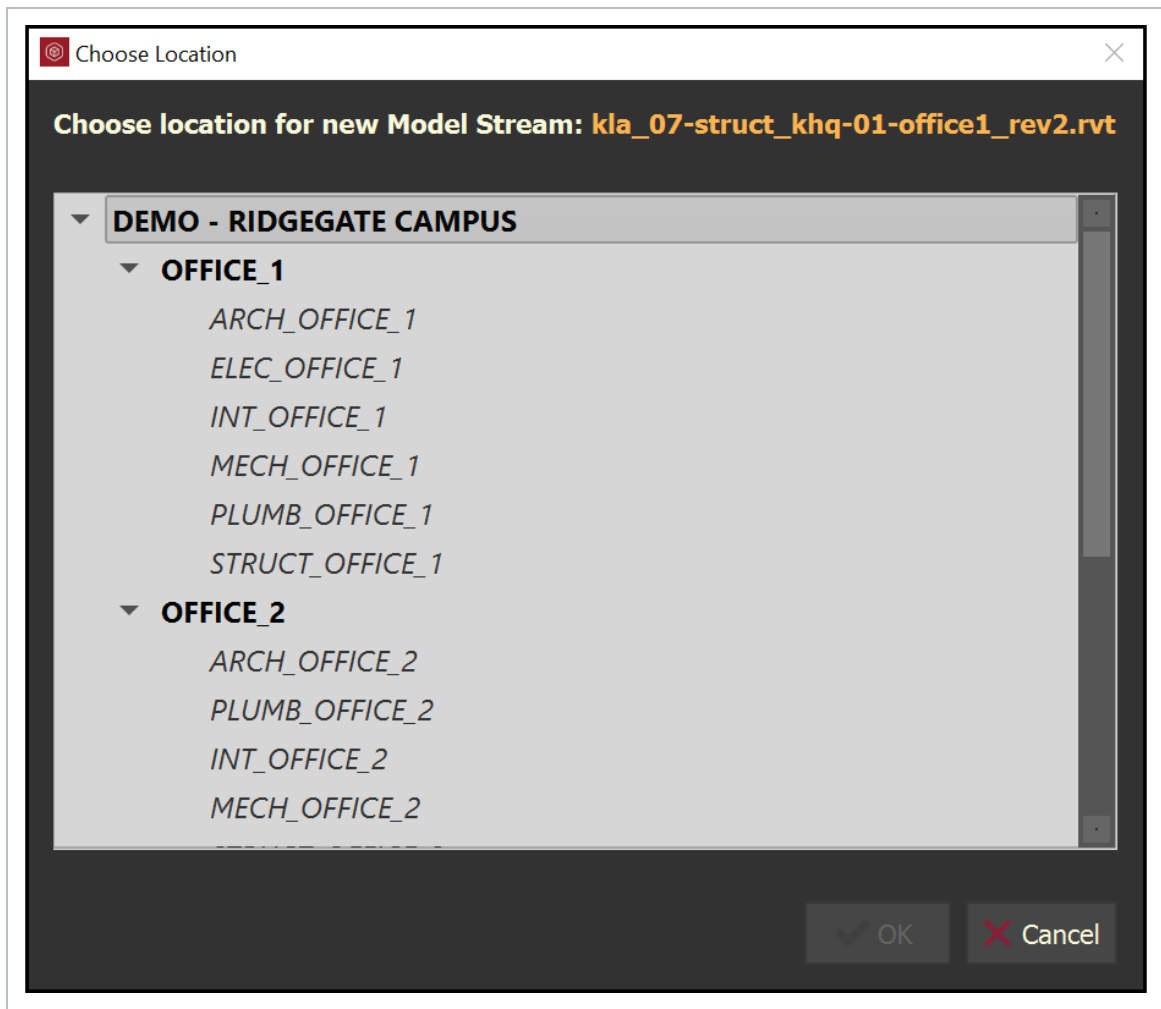 Choose Location
Choose location for new Model Stream: kla_07-struct_khq-01-office1_rev2.rvt
DEMO - RIDGEGATE CAMPUS
OFFICE_1
ARCH_OFFICE_1
ELEC_OFFICE_1
INT_OFFICE_1
MECH_OFFICE_1
PLUMB_OFFICE_1
STRUCT_OFFICE_1
OFFICE_2
ARCH_OFFICE_2
PLUMB_OFFICE_2
INT_OFFICE_2
MECH_OFFICE_2
OK
Cancel